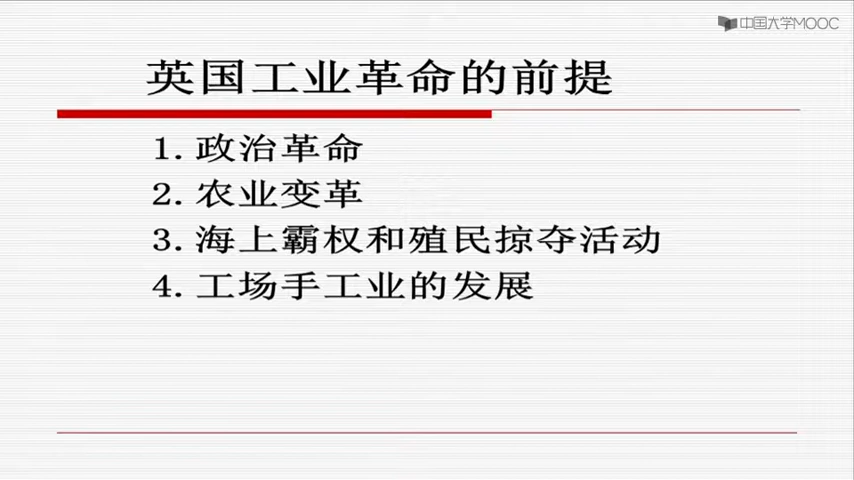 中国大学MOOC
英国工业革命的前提
1. 政治革命
2. 农业变革
3. 海上霸权和殖民掠夺活动
4. 工场手工业的发展